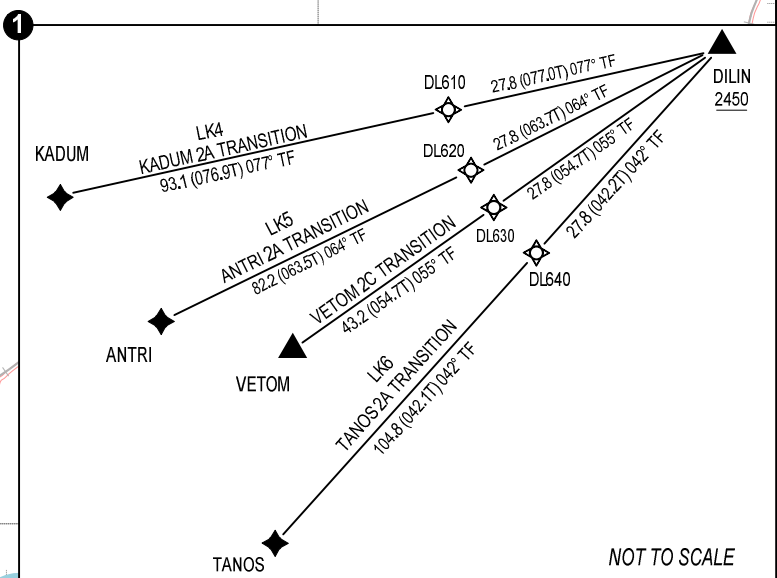 1
DILIN
2450
27.8 (077.0T) 077° TF
DL610
LK4
KADUM 2A TRANSITION
93.1 (076.9T) 077° TF
KADUM
27.8 (063.7T) 064° TF
DL620
LK5
ANTRI 2A TRANSITION
82.2 (063.5T) 064° TF
ANTRI
27.8 (054.7T) 055° TF
DL630
VETOM 2C TRANSITION
43.2 (054.7T) 055° TF
VETOM
27.8 (042.2T) 042° TF
DL640
LK6
TANOS 2A TRANSITION
104.8 (042.1T) 042° TF
TANOS
NOT TO SCALE